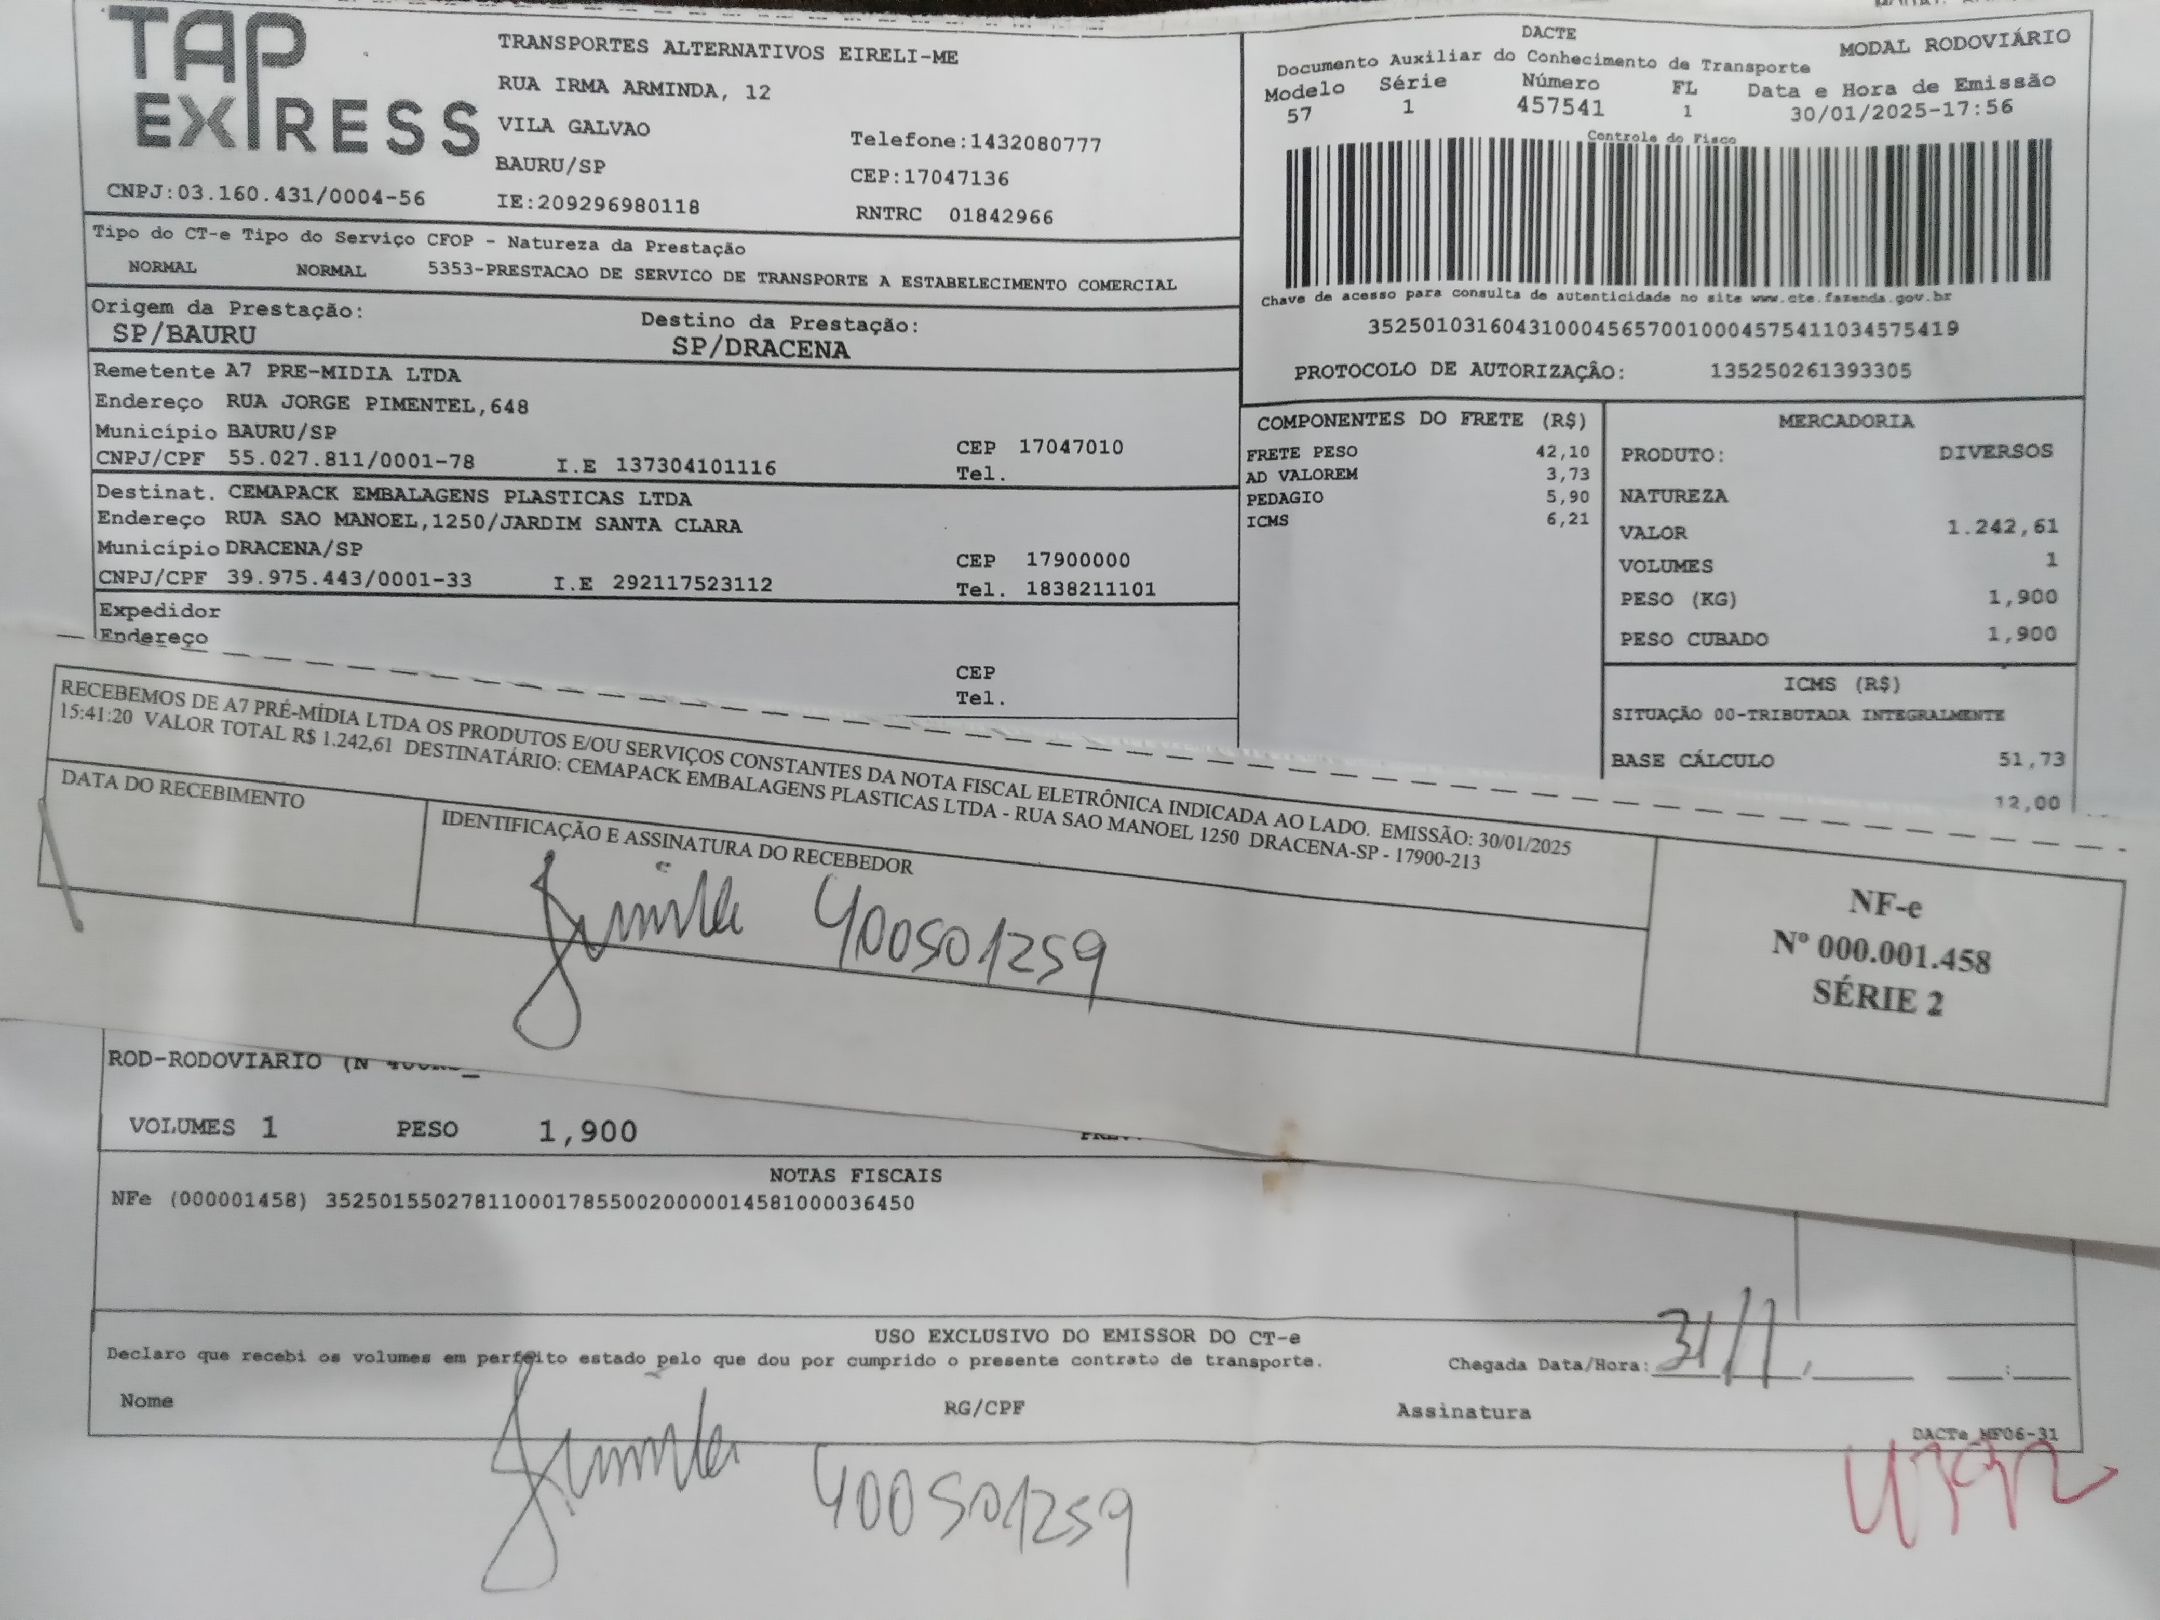 TAP EXPRESS
TRANSPORTES ALTERNATIVOS EIRELI-ME
RUA IRMA ARMINDA, 12
VILA GALVAO
Telefone:1432080777
BAURU/SP
CEP:17047136
CNPJ:03.160.431/0004-56
IE:209296980118
RNTRC 01842966
DACTE
MODAL RODOVIÁRIO
Documento Auxiliar do Conhecimento de Transporte
Modelo Série Número FL Data e Hora de Emissão
57 1 457541 1 30/01/2025-17:56
Controle do Fisco
Chave de acesso para consulta de autenticidade no site www.cte.fazenda.gov.br
35250103160431000456570010004575411034575419
PROTOCOLO DE AUTORIZAÇÃO: 135250261393305
Tipo do CT-e Tipo do Serviço CFOP - Natureza da Prestação
NORMAL NORMAL 5353-PRESTACAO DE SERVICO DE TRANSPORTE A ESTABELECIMENTO COMERCIAL
Origem da Prestação: Destino da Prestação:
SP/BAURU SP/DRACENA
Remetente A7 PRE-MIDIA LTDA
Endereço RUA JORGE PIMENTEL,648
Município BAURU/SP CEP 17047010
CNPJ/CPF 55.027.811/0001-78 I.E 137304101116 Tel.
Destinat. CEMAPACK EMBALAGENS PLASTICAS LTDA
Endereço RUA SAO MANOEL,1250/JARDIM SANTA CLARA
Município DRACENA/SP CEP 17900000
CNPJ/CPF 39.975.443/0001-33 I.E 292117523112 Tel. 1838211101
Expedidor
Endereço
CEP
Tel.
COMPONENTES DO FRETE (R$)
FRETE PESO 42,10
AD VALOREM 3,73
PEDAGIO 5,90
ICMS 6,21
MERCADORIA
PRODUTO: DIVERSOS
NATUREZA
VALOR 1.242,61
VOLUMES 1
PESO (KG) 1,900
PESO CUBADO 1,900
ICMS (R$)
SITUAÇÃO 00-TRIBUTADA INTEGRALMENTE
BASE CÁLCULO 51,73
12,00
RECEBEMOS DE A7 PRÉ-MÍDIA LTDA OS PRODUTOS E/OU SERVIÇOS CONSTANTES DA NOTA FISCAL ELETRÔNICA INDICADA AO LADO. EMISSÃO: 30/01/2025
15:41:20 VALOR TOTAL R$ 1.242,61 DESTINATÁRIO: CEMAPACK EMBALAGENS PLASTICAS LTDA - RUA SAO MANOEL 1250 DRACENA-SP - 17900-213
DATA DO RECEBIMENTO
IDENTIFICAÇÃO E ASSINATURA DO RECEBEDOR
400501259
NF-e
Nº 000.001.458
SÉRIE 2
ROD-RODOVIARIO (N
VOLUMES 1 PESO 1,900
NOTAS FISCAIS
NFe (000001458) 35250155027811000178550020000014581000036450
USO EXCLUSIVO DO EMISSOR DO CT-e
Declaro que recebi os volumes em perfeito estado pelo que dou por cumprido o presente contrato de transporte.
Chegada Data/Hora: 31/1
Nome RG/CPF Assinatura
DACTe MF06-31
400501259